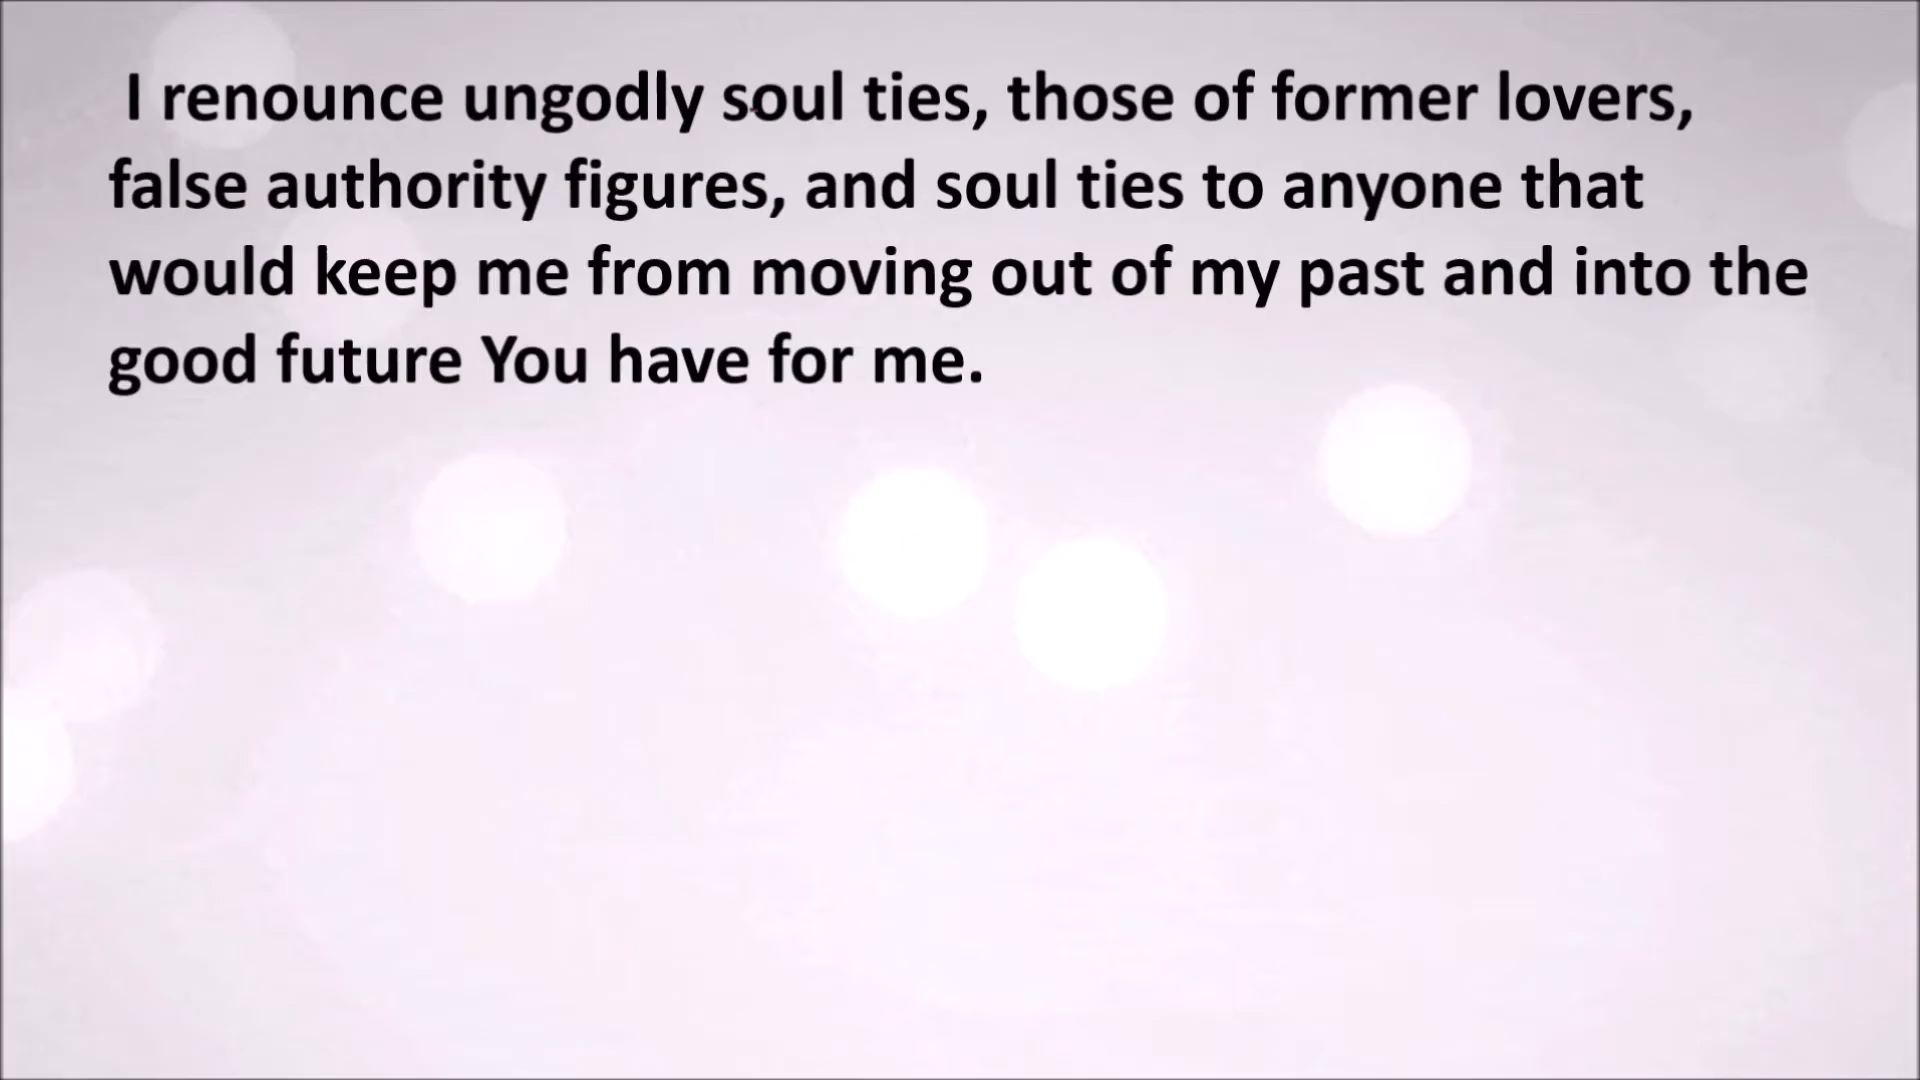 I renounce ungodly soul ties, those of former lovers,
false authority figures, and soul ties to anyone that
would keep me from moving out of my past and into the
good future You have for me.